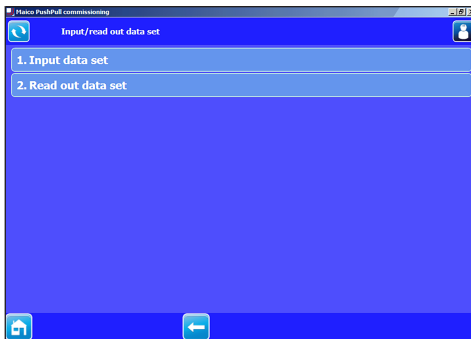 Maico PushPull commissioning
Input/read out data set
1. Input data set
2. Read out data set